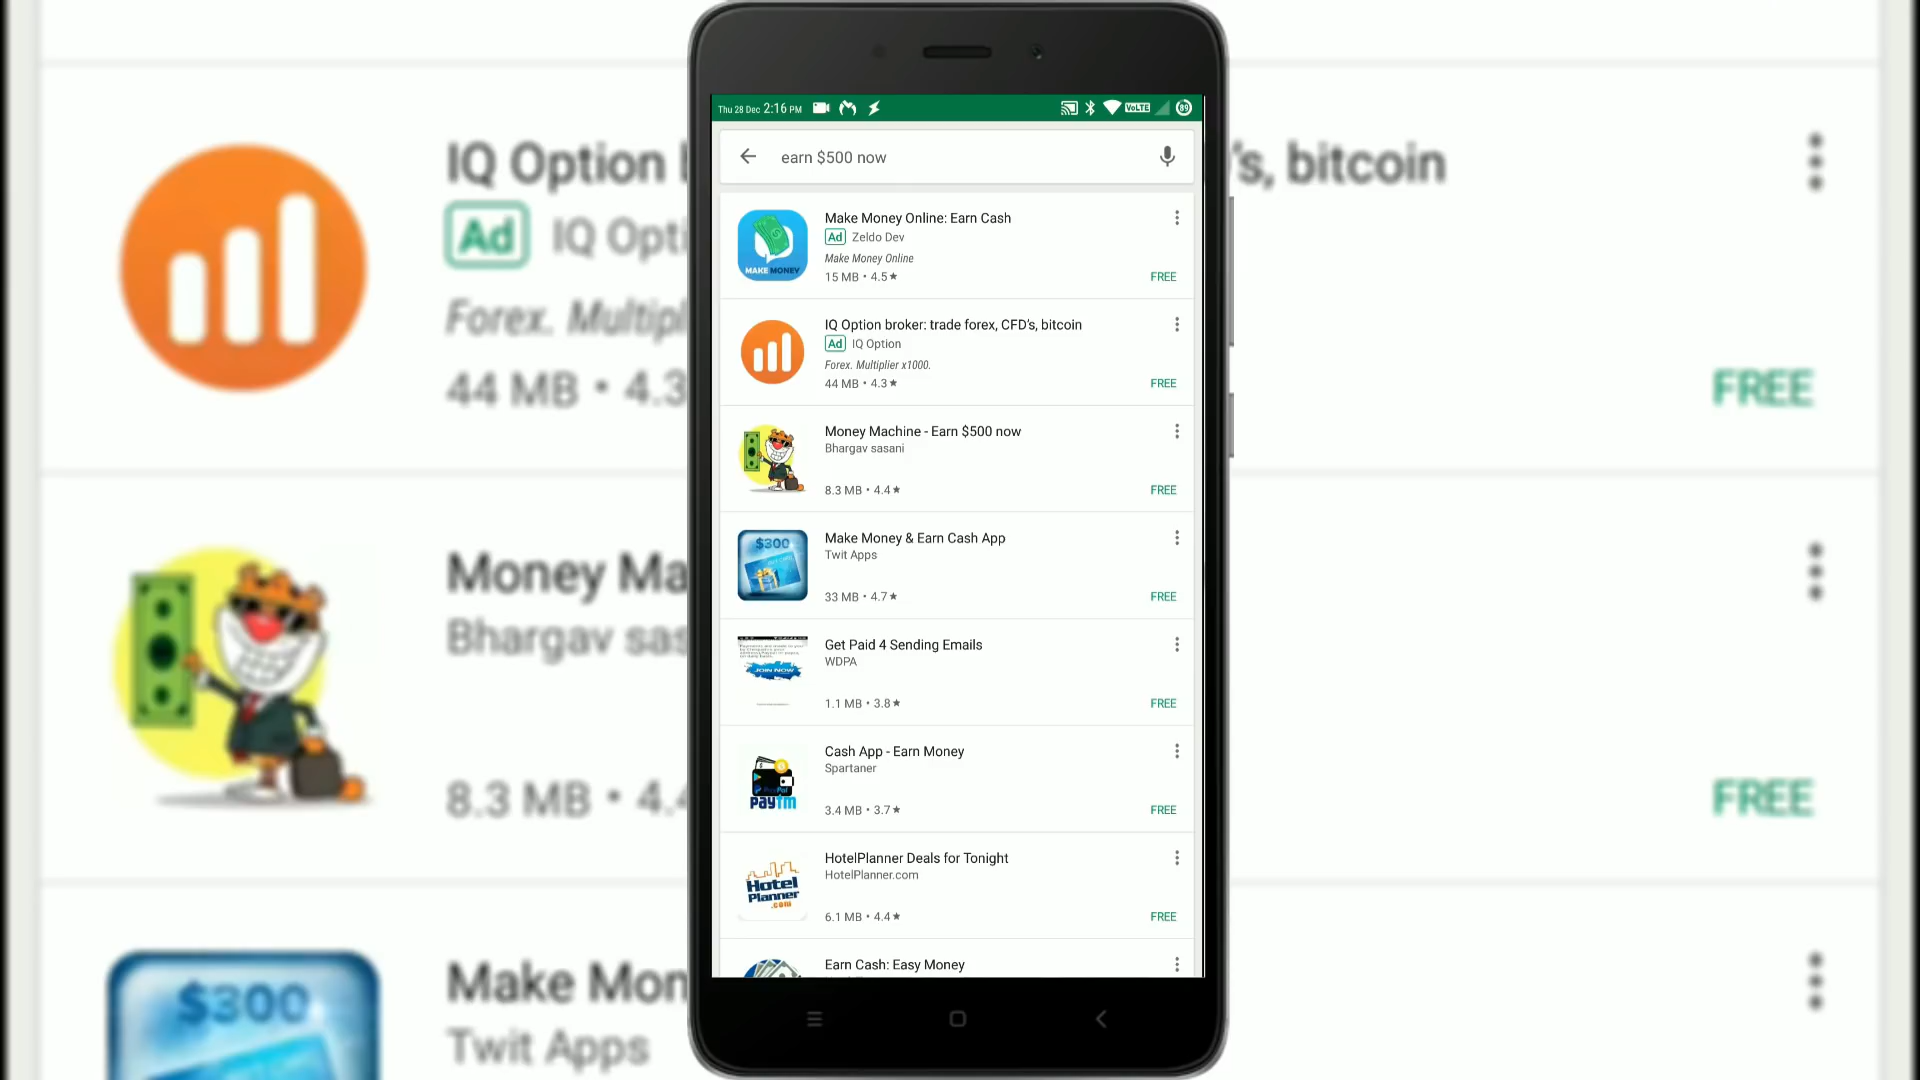 Thu 28 Dec 2:16 PM
VoLTE
89
earn $500 now
Make Money Online: Earn Cash
Ad Zeldo Dev
Make Money Online
15 MB • 4.5★
FREE
MAKE MONEY
IQ Option broker: trade forex, CFD's, bitcoin
Ad IQ Option
Forex. Multiplier x1000.
44 MB • 4.3★
FREE
Money Machine - Earn $500 now
Bhargav sasani
8.3 MB • 4.4★
FREE
$300
Make Money & Earn Cash App
Twit Apps
33 MB • 4.7★
FREE
JOIN NOW
Get Paid 4 Sending Emails
WDPA
1.1 MB • 3.8★
FREE
PayPal
PAYTM
Cash App - Earn Money
Spartaner
3.4 MB • 3.7★
FREE
Hotel
Planner
.com
HotelPlanner Deals for Tonight
HotelPlanner.com
6.1 MB • 4.4★
FREE
Earn Cash: Easy Money
IQ Option
's, bitcoin
Ad IQ Opti
Forex. Multipl
44 MB • 4.3
FREE
Money Ma
Bhargav sas
8.3 MB • 4.4
FREE
$300
Make Mon
Twit Apps